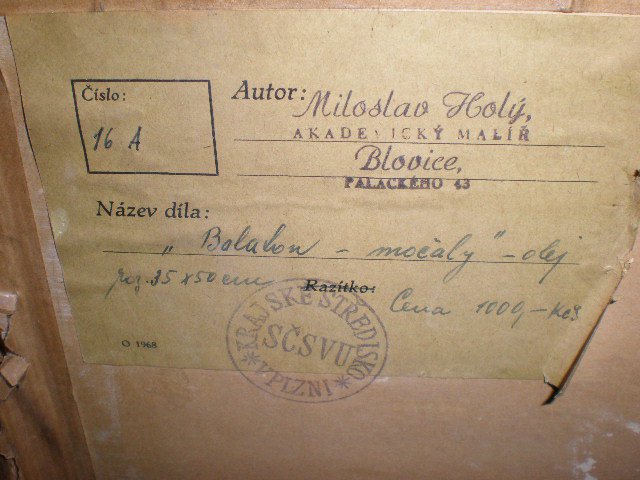 Číslo:
16 A
Autor: Miloslav Holý,
AKADEMICKÝ MALÍŘ
Blovice,
PALACKÉHO 43
Název díla:
„Balaton - močály" - olej
roz. 35 x 50 cm
Razítko:
Cena 1000,- Kčs
KRAJSKÉ STŘEDISKO
SČSVU
V PLZNI
O 1968